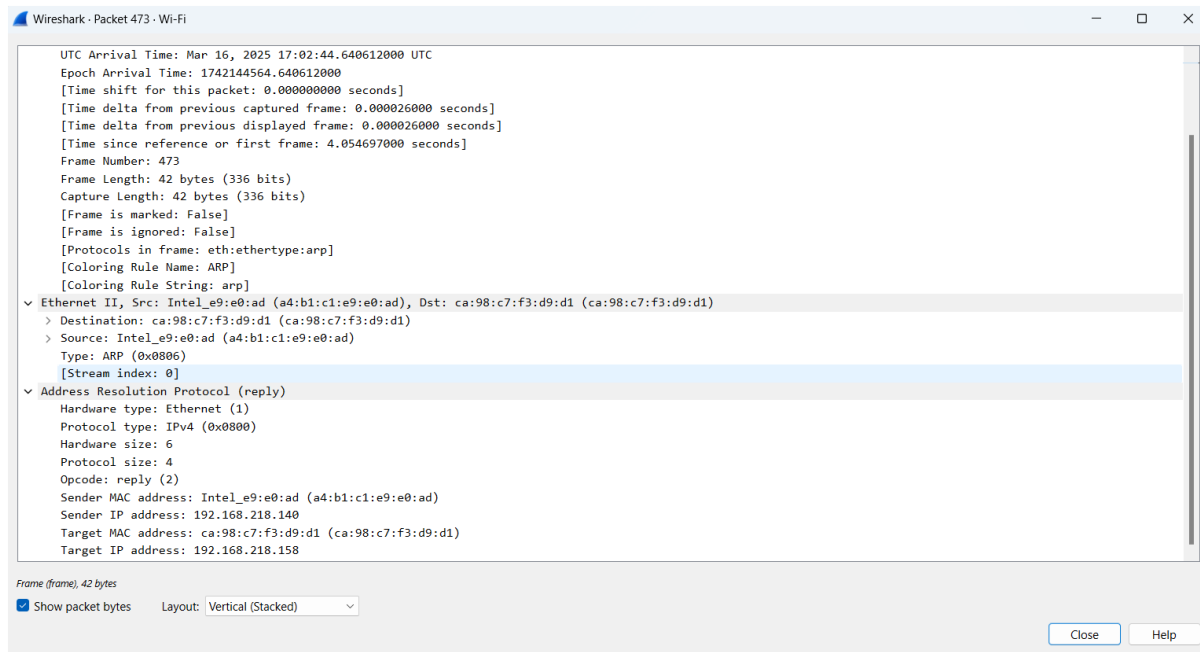 Wireshark · Packet 473 · Wi-Fi
UTC Arrival Time: Mar 16, 2025 17:02:44.640612000 UTC
Epoch Arrival Time: 1742144564.640612000
[Time shift for this packet: 0.000000000 seconds]
[Time delta from previous captured frame: 0.000026000 seconds]
[Time delta from previous displayed frame: 0.000026000 seconds]
[Time since reference or first frame: 4.054697000 seconds]
Frame Number: 473
Frame Length: 42 bytes (336 bits)
Capture Length: 42 bytes (336 bits)
[Frame is marked: False]
[Frame is ignored: False]
[Protocols in frame: eth:ethertype:arp]
[Coloring Rule Name: ARP]
[Coloring Rule String: arp]
Ethernet II, Src: Intel_e9:e0:ad (a4:b1:c1:e9:e0:ad), Dst: ca:98:c7:f3:d9:d1 (ca:98:c7:f3:d9:d1)
Destination: ca:98:c7:f3:d9:d1 (ca:98:c7:f3:d9:d1)
Source: Intel_e9:e0:ad (a4:b1:c1:e9:e0:ad)
Type: ARP (0x0806)
[Stream index: 0]
Address Resolution Protocol (reply)
Hardware type: Ethernet (1)
Protocol type: IPv4 (0x0800)
Hardware size: 6
Protocol size: 4
Opcode: reply (2)
Sender MAC address: Intel_e9:e0:ad (a4:b1:c1:e9:e0:ad)
Sender IP address: 192.168.218.140
Target MAC address: ca:98:c7:f3:d9:d1 (ca:98:c7:f3:d9:d1)
Target IP address: 192.168.218.158
Frame (frame), 42 bytes
Show packet bytes Layout: Vertical (Stacked)
Close Help